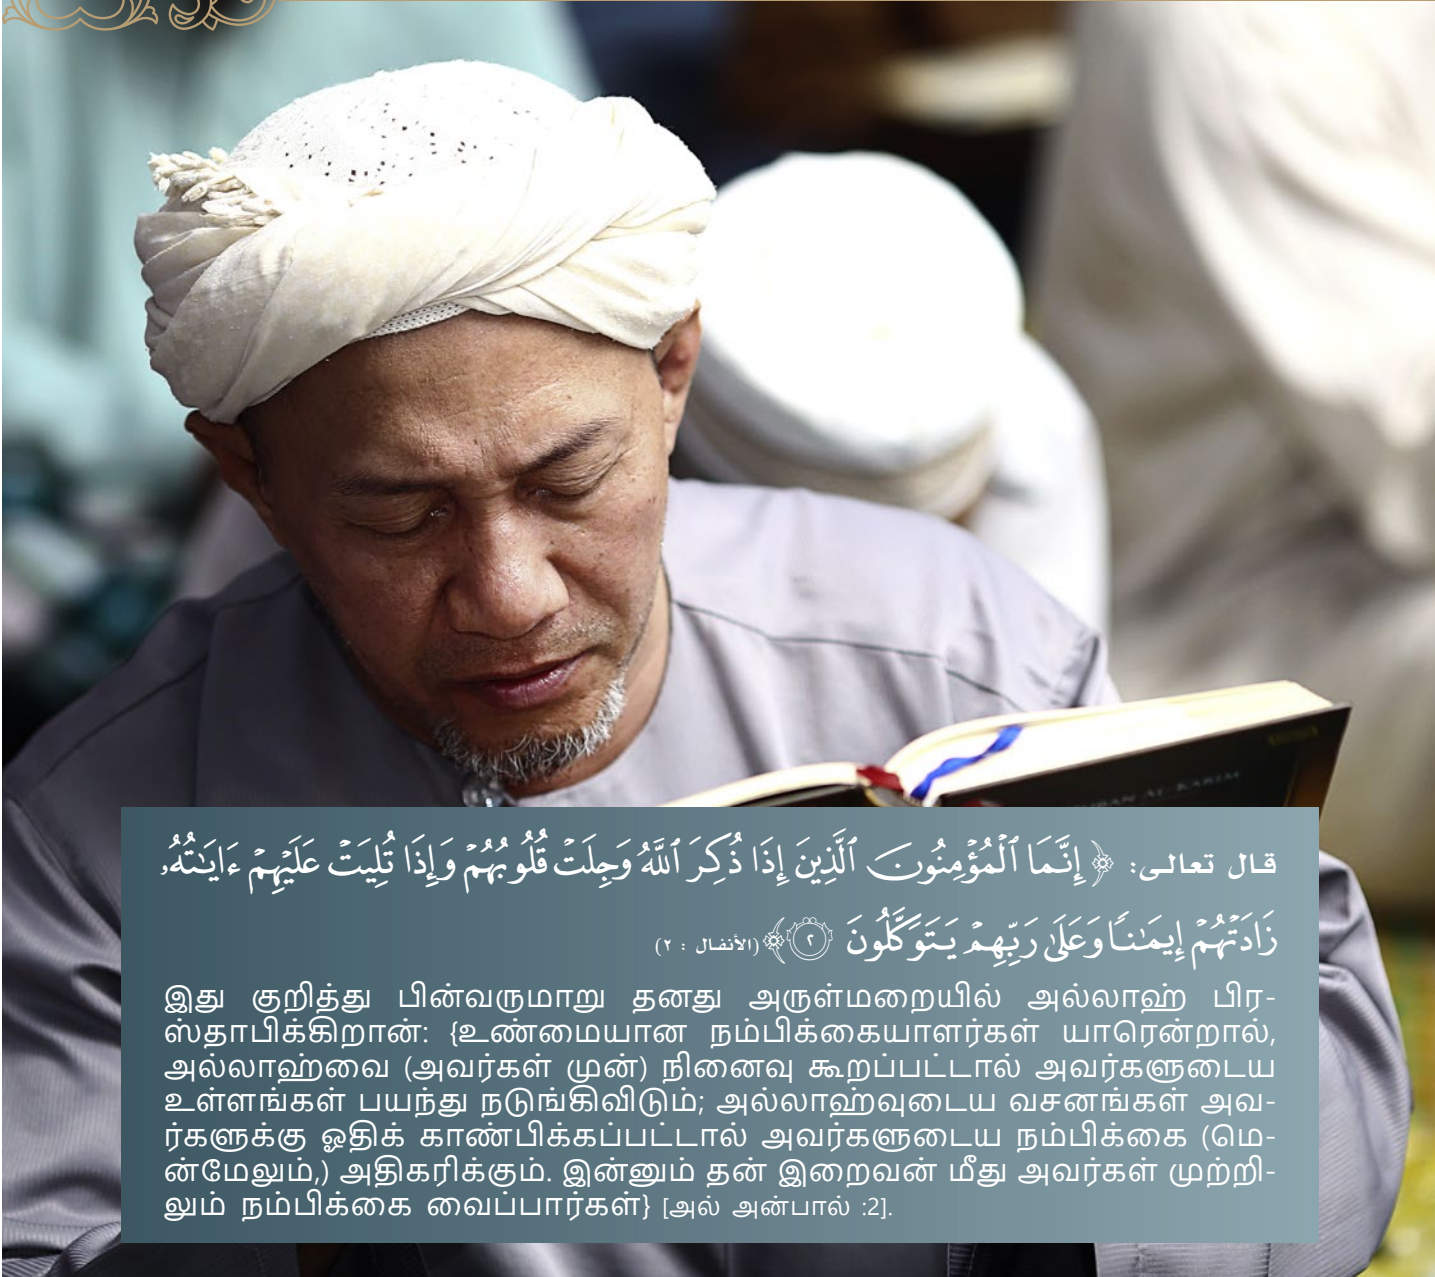 QURAN AL-KARIM
قال تعالى: ﴿ إِنَّمَا ٱلْمُؤْمِنُونَ ٱلَّذِينَ إِذَا ذُكِرَ ٱللَّهُ وَجِلَتْ قُلُوبُهُمْ وَإِذَا تُلِيَتْ عَلَيْهِمْ ءَايَـٰتُهُۥ
زَادَتْهُمْ إِيمَـٰنًا وَعَلَىٰ رَبِّهِمْ يَتَوَكَّلُونَ ٢ ﴾ (الأنفال : ٢)
இது குறித்து பின்வருமாறு தனது அருள்மறையில் அல்லாஹ் பிர-
ஸ்தாபிக்கிறான்: {உண்மையான நம்பிக்கையாளர்கள் யாரென்றால்,
அல்லாஹ்வை (அவர்கள் முன்) நினைவு கூறப்பட்டால் அவர்களுடைய
உள்ளங்கள் பயந்து நடுங்கிவிடும்; அல்லாஹ்வுடைய வசனங்கள் அவ-
ர்களுக்கு ஓதிக் காண்பிக்கப்பட்டால் அவர்களுடைய நம்பிக்கை (மெ-
ன்மேலும்,) அதிகரிக்கும். இன்னும் தன் இறைவன் மீது அவர்கள் முற்றி-
லும் நம்பிக்கை வைப்பார்கள்} [அல் அன்பால் :2].